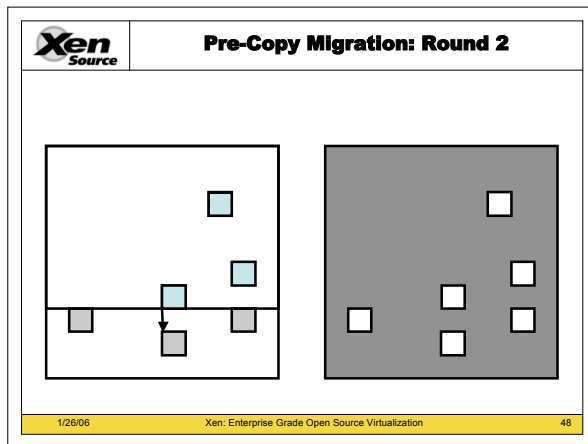 Xen
Source
Pre-Copy Migration: Round 2
1/26/06
Xen: Enterprise Grade Open Source Virtualization
48